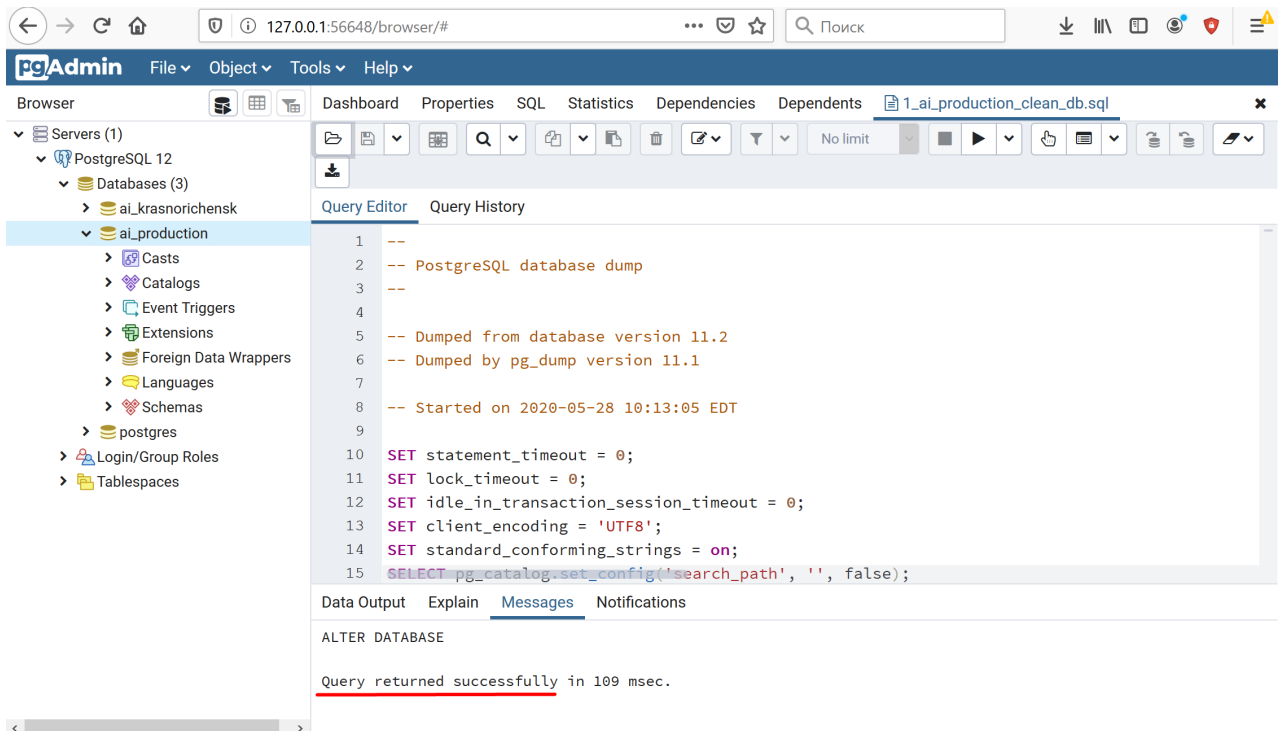 127.0.0.1:56648/browser/#
Поиск
pgAdmin File Object Tools Help
Browser
Dashboard Properties SQL Statistics Dependencies Dependents 1_ai_production_clean_db.sql
Servers (1)
PostgreSQL 12
Databases (3)
ai_krasnorichensk
ai_production
Casts
Catalogs
Event Triggers
Extensions
Foreign Data Wrappers
Languages
Schemas
postgres
Login/Group Roles
Tablespaces
No limit
Query Editor Query History
1 --
2 -- PostgreSQL database dump
3 --
4
5 -- Dumped from database version 11.2
6 -- Dumped by pg_dump version 11.1
7
8 -- Started on 2020-05-28 10:13:05 EDT
9
10 SET statement_timeout = 0;
11 SET lock_timeout = 0;
12 SET idle_in_transaction_session_timeout = 0;
13 SET client_encoding = 'UTF8';
14 SET standard_conforming_strings = on;
15 SELECT pg_catalog.set_config('search_path', '', false);
Data Output Explain Messages Notifications
ALTER DATABASE
Query returned successfully in 109 msec.